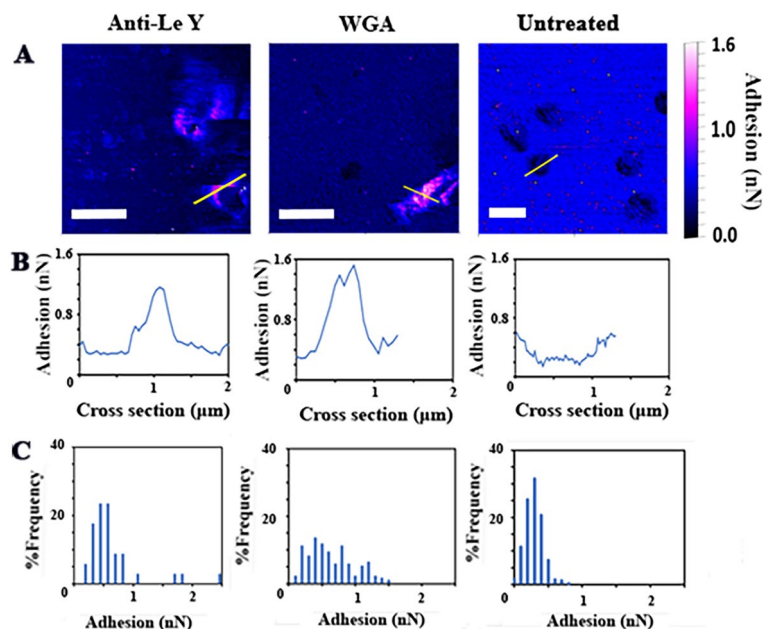 Anti-Le Y WGA Untreated
A
1.6
1.0
0.0
Adhesion (nN)
B
Adhesion (nN)
1.6
0.8
0
1
2
Cross section (μm)
Adhesion (nN)
1.6
0.8
0
1
2
Cross section (μm)
Adhesion (nN)
1.6
0.8
0
1
2
Cross section (μm)
C
%Frequency
40
20
0
1
2
Adhesion (nN)
%Frequency
40
20
0
1
2
Adhesion (nN)
%Frequency
40
20
0
1
2
Adhesion (nN)